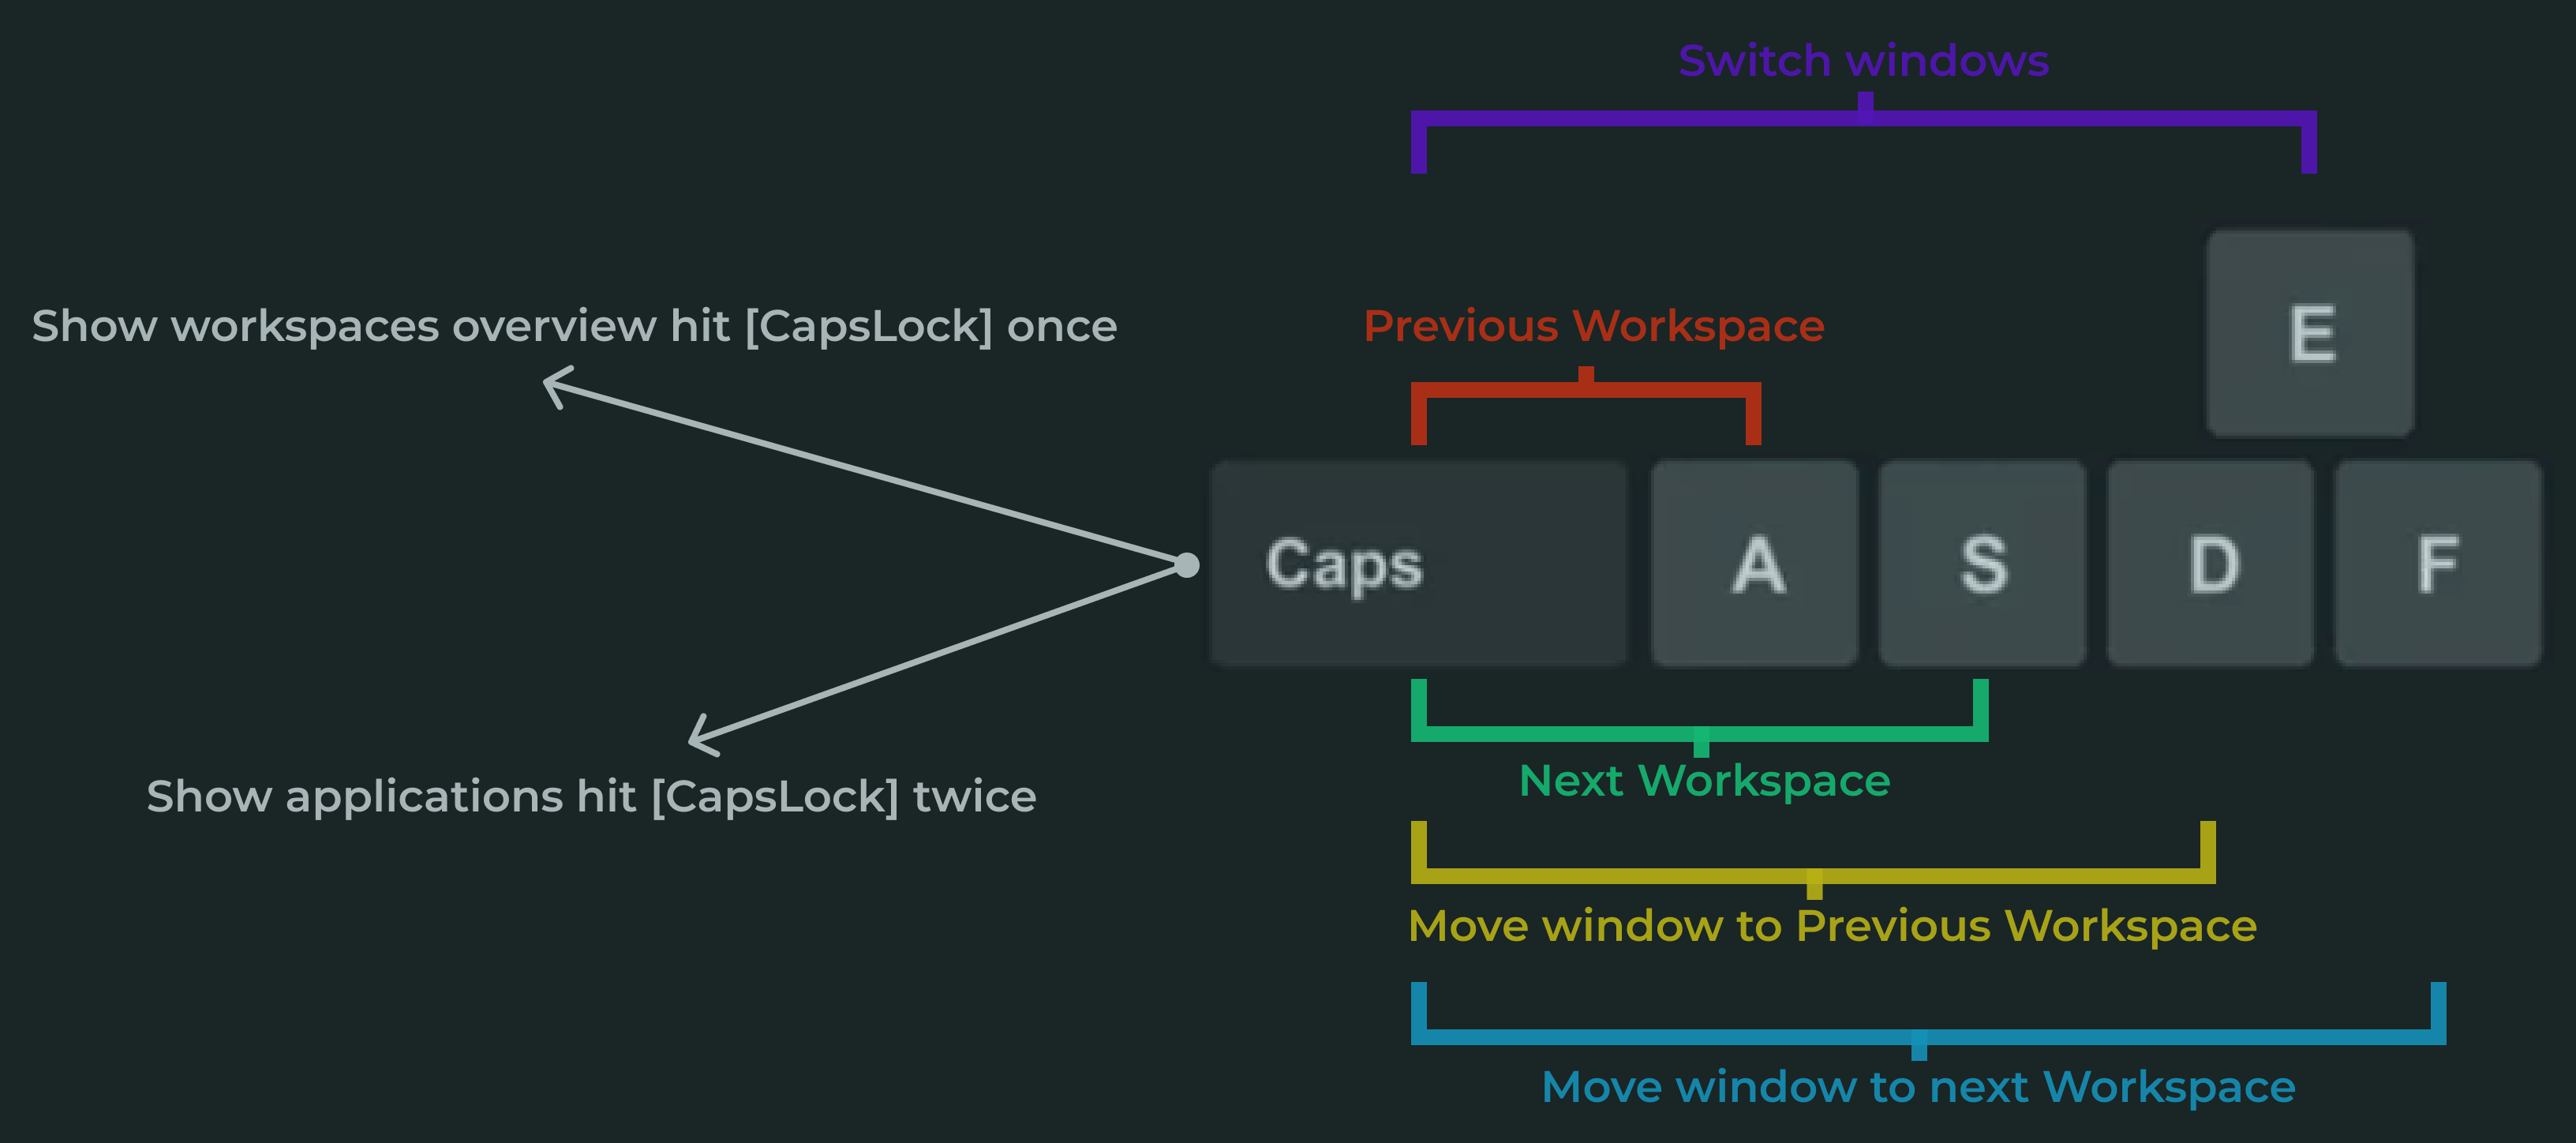 Switch windows
Show workspaces overview hit [CapsLock] once
Previous Workspace
E
Caps
A
S
D
F
Show applications hit [CapsLock] twice
Next Workspace
Move window to Previous Workspace
Move window to next Workspace